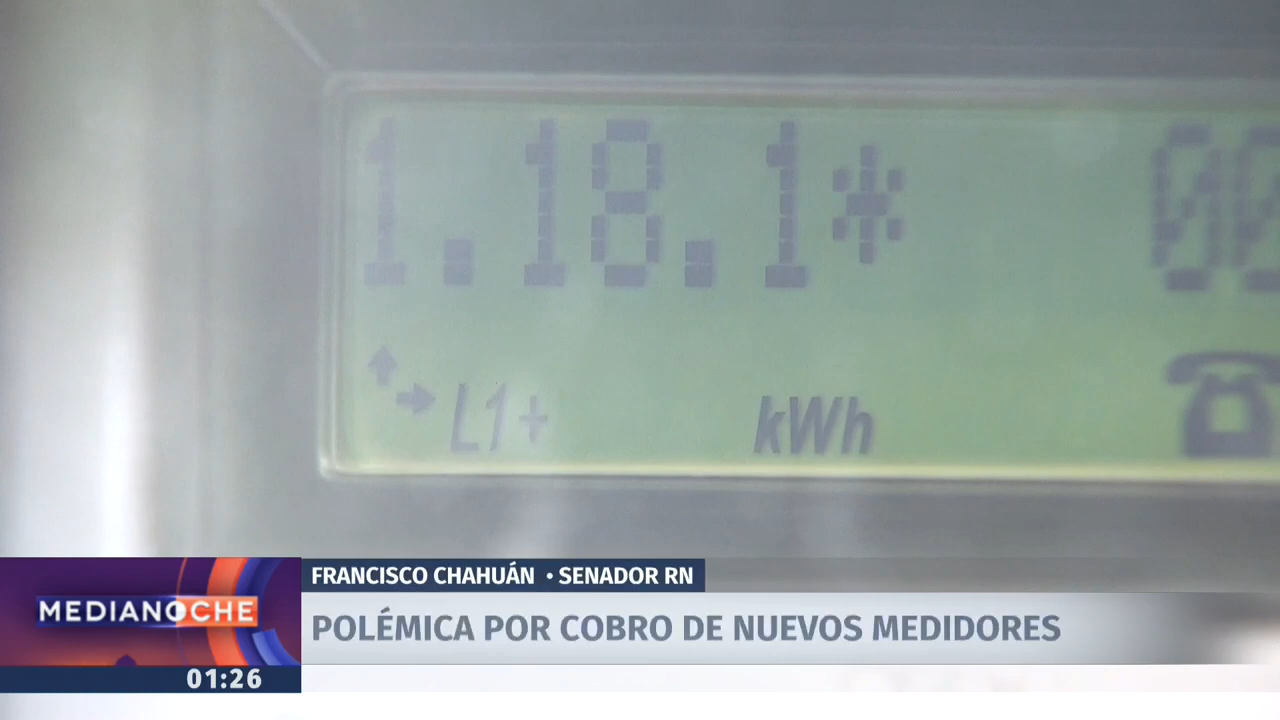 1.18.1*
L1+ kWh
FRANCISCO CHAHUÁN • SENADOR RN
MEDIANOCHE
POLÉMICA POR COBRO DE NUEVOS MEDIDORES
01:26